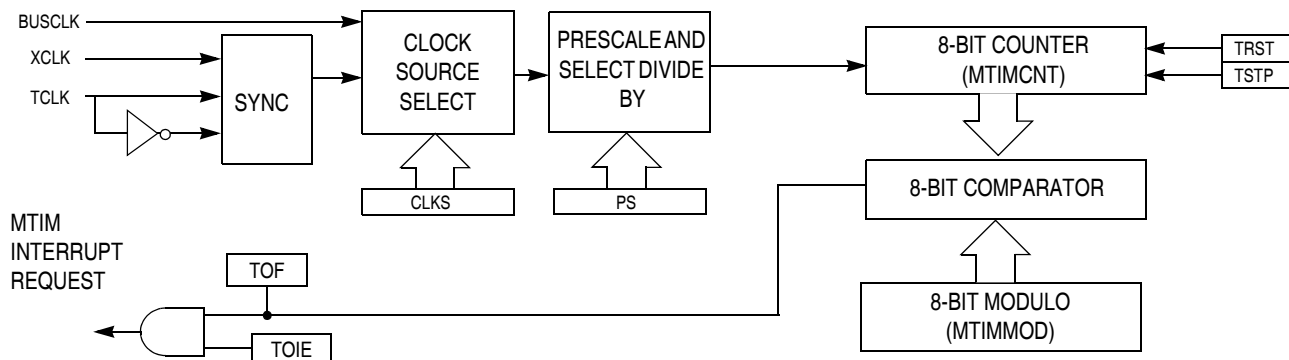 BUSCLK
XCLK
TCLK
SYNC
CLOCK
SOURCE
SELECT
CLKS
PRESCALE AND
SELECT DIVIDE
BY
PS
8-BIT COUNTER
(MTIMCNT)
TRST
TSTP
8-BIT COMPARATOR
8-BIT MODULO
(MTIMMOD)
MTIM
INTERRUPT
REQUEST
TOF
TOIE